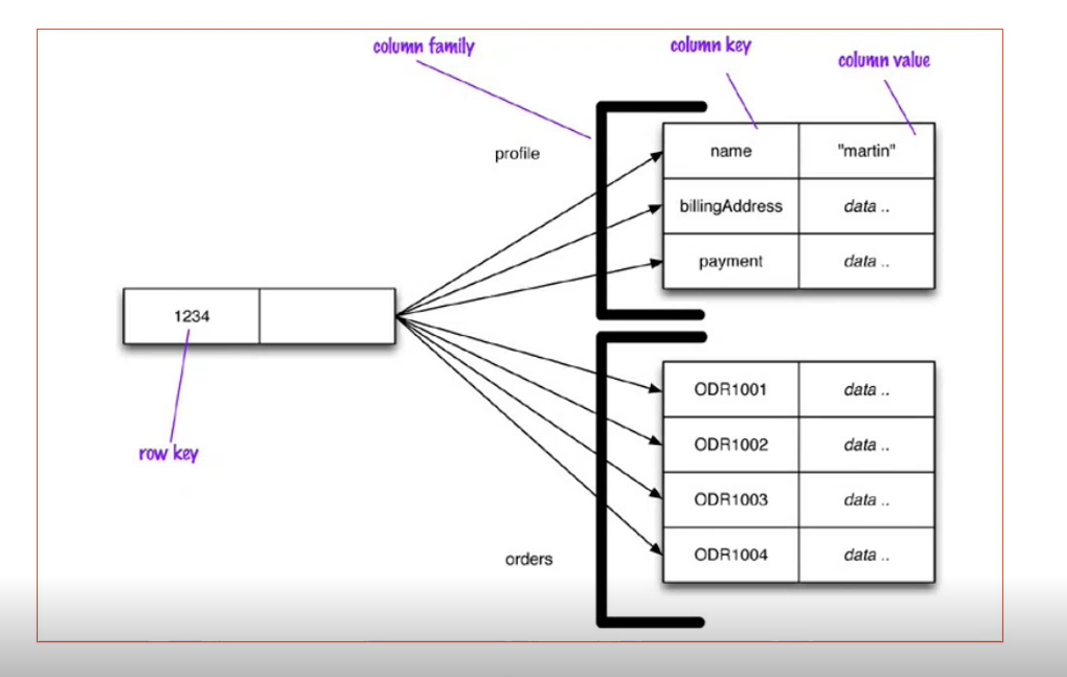 column family
column key
column value
profile
name "martin"
billingAddress data ..
payment data ..
1234
row key
ODR1001 data ..
ODR1002 data ..
ODR1003 data ..
ODR1004 data ..
orders